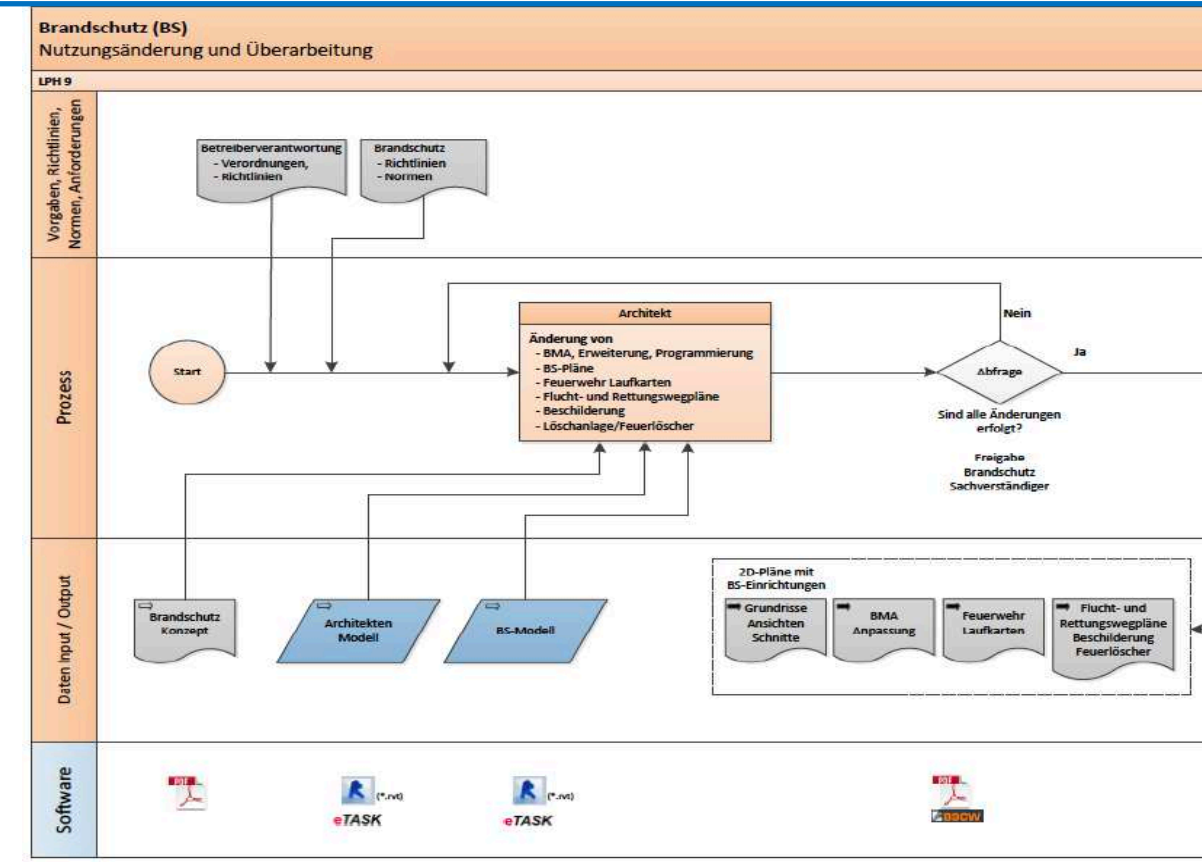 Brandschutz (BS)
Nutzungsänderung und Überarbeitung
LPH 9
Vorgaben, Richtlinien,
Normen, Anforderungen
Betreiberverantwortung
- Verordnungen,
- Richtlinien
Brandschutz
- Richtlinien
- Normen
Prozess
Start
Architekt
Änderung von
- BMA, Erweiterung, Programmierung
- BS-Pläne
- Feuerwehr Laufkarten
- Flucht- und Rettungswegpläne
- Beschilderung
- Löschanlage/Feuerlöscher
Nein
Ja
Abfrage
Sind alle Änderungen
erfolgt?
Freigabe
Brandschutz
Sachverständiger
Daten Input / Output
Brandschutz
Konzept
Architekten
Modell
BS-Modell
2D-Pläne mit
BS-Einrichtungen
Grundrisse
Ansichten
Schnitte
BMA
Anpassung
Feuerwehr
Laufkarten
Flucht- und
Rettungswegpläne
Beschilderung
Feuerlöscher
Software
PDF
(*.rvt)
eTASK
(*.rvt)
eTASK
PDF
BSCW